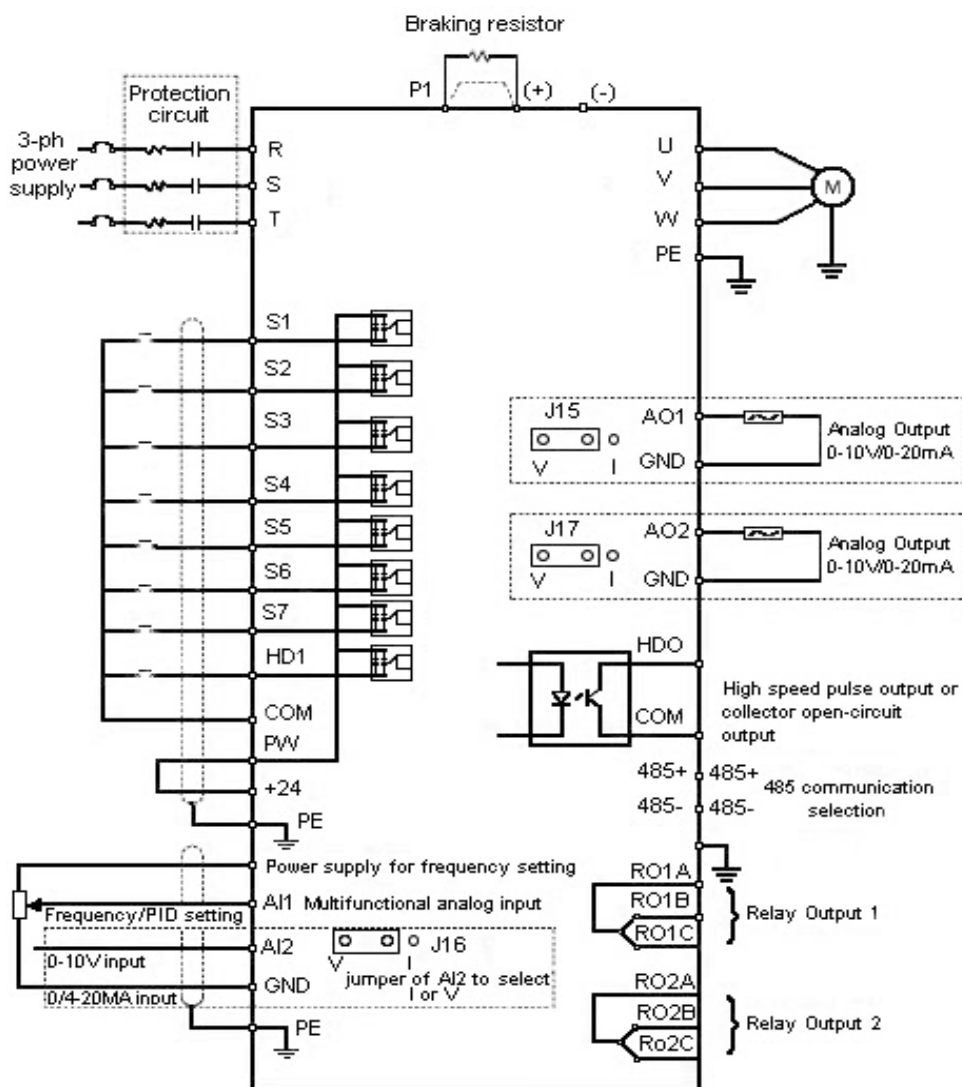 Braking resistor
P1
(+)
(-)
Protection
circuit
3-ph
power
supply
R
S
T
U
V
W
M
PE
S1
S2
S3
S4
S5
S6
S7
HD1
COM
PW
+24
PE
J15
V
I
AO1
GND
Analog Output
0-10V/0-20mA
J17
V
I
AO2
GND
Analog Output
0-10V/0-20mA
HDO
COM
High speed pulse output or
collector open-circuit
output
485+
485+
485-
485-
485 communication
selection
Power supply for frequency setting
AI1 Multifunctional analog input
Frequency/PID setting
AI2
0-10V input
J16
V
I
jumper of AI2 to select
I or V
GND
0/4-20MA input
PE
RO1A
RO1B
RO1C
Relay Output 1
RO2A
RO2B
Ro2C
Relay Output 2